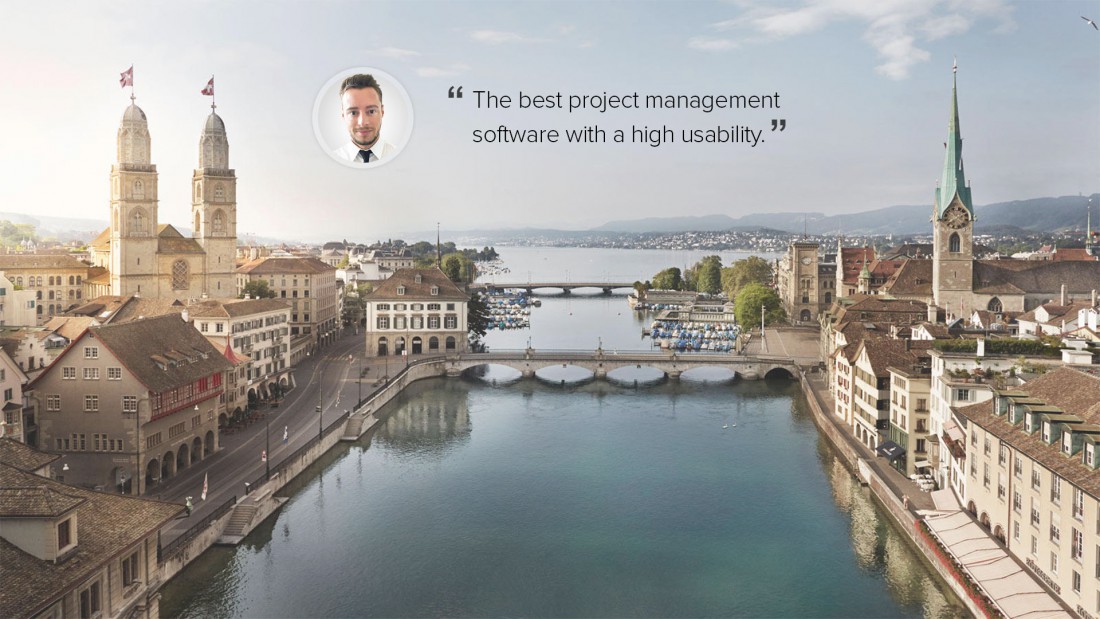 “ The best project management
software with a high usability. ”